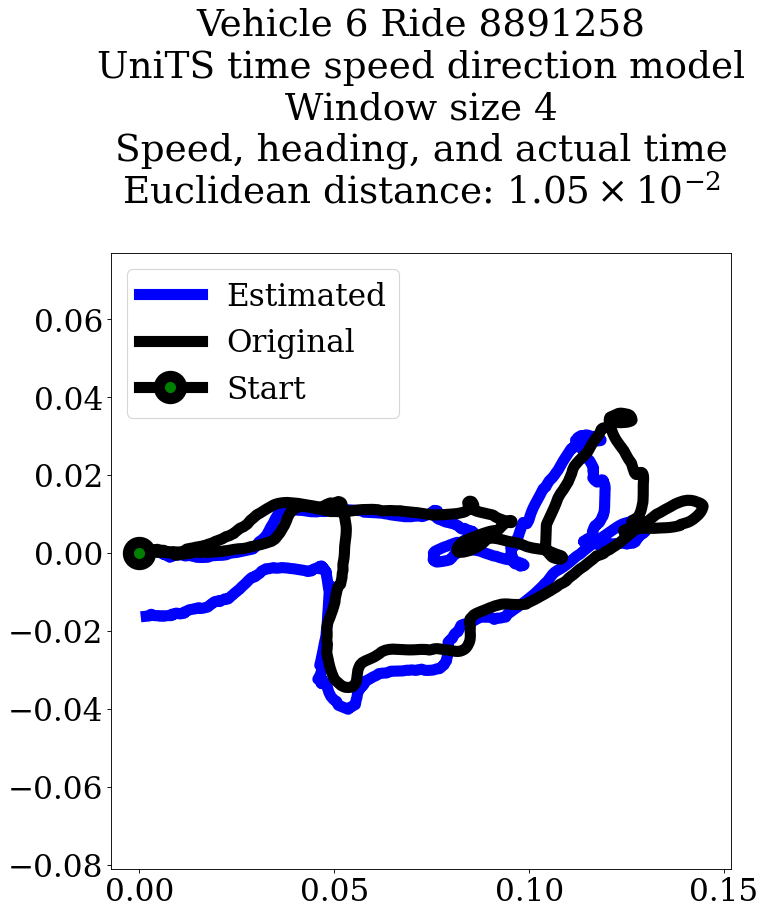 Vehicle 6 Ride 8891258
UniTS time speed direction model
Window size 4
Speed, heading, and actual time
Euclidean distance: 1.05 × 10⁻²
Estimated
Original
Start
0.06
0.04
0.02
0.00
−0.02
−0.04
−0.06
−0.08
0.00 0.05 0.10 0.15